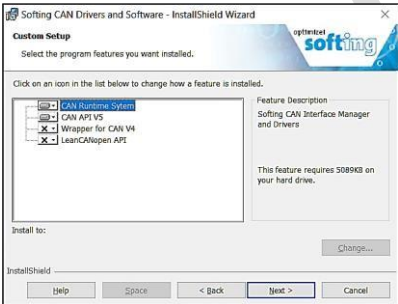 Softing CAN Drivers and Software - InstallShield Wizard
Custom Setup
Select the program features you want installed.
optimize!
softing
Click on an icon in the list below to change how a feature is installed.
CAN Runtime Sytem
CAN API V5
X Wrapper for CAN V4
X LeanCANopen API
Feature Description
Softing CAN Interface Manager
and Drivers
This feature requires 5089KB on
your hard drive.
Install to:
Change...
InstallShield
Help
Space
< Back
Next >
Cancel